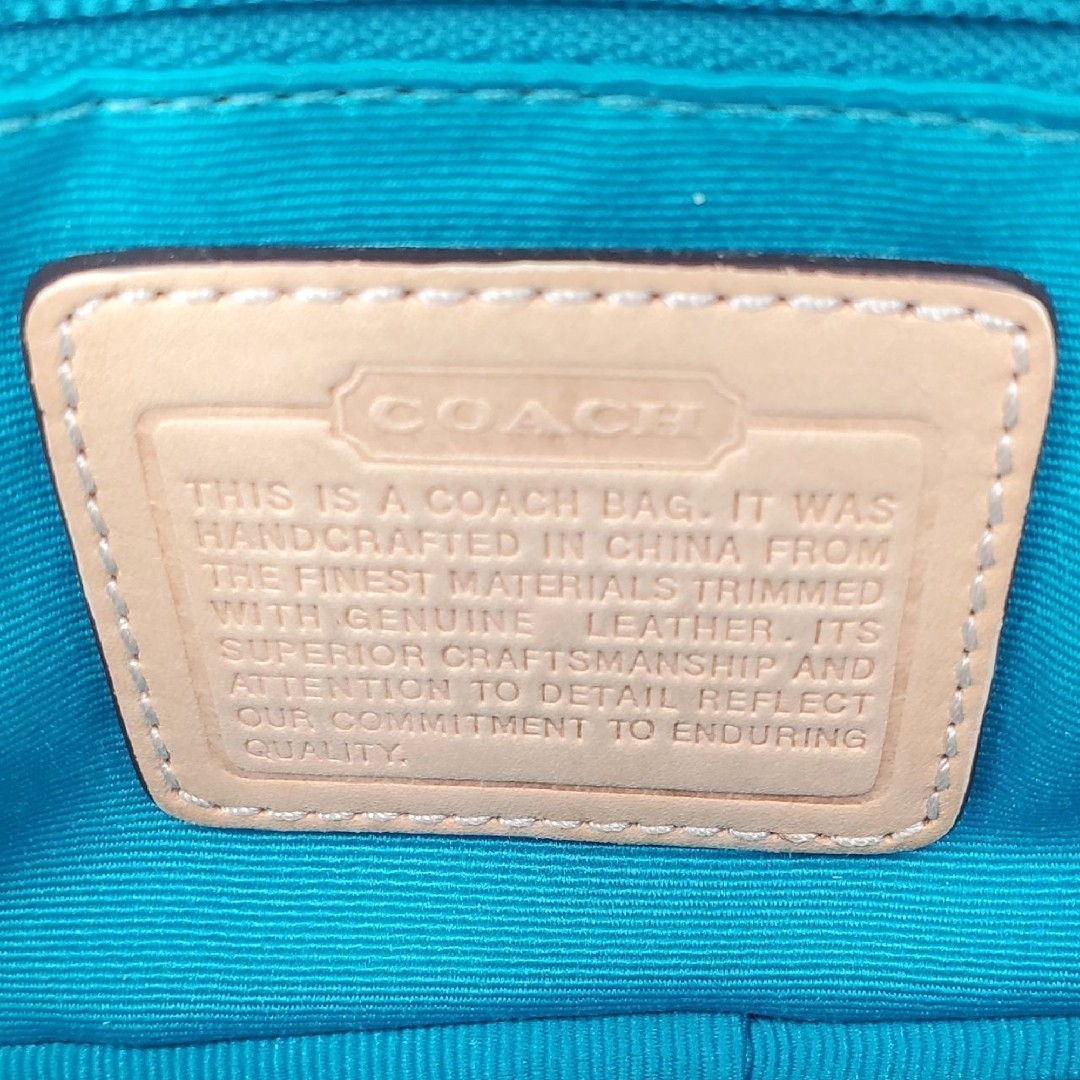 COACH
THIS IS A COACH BAG. IT WAS
HANDCRAFTED IN CHINA FROM
THE FINEST MATERIALS TRIMMED
WITH GENUINE LEATHER. ITS
SUPERIOR CRAFTSMANSHIP AND
ATTENTION TO DETAIL REFLECT
OUR COMMITMENT TO ENDURING
QUALITY.